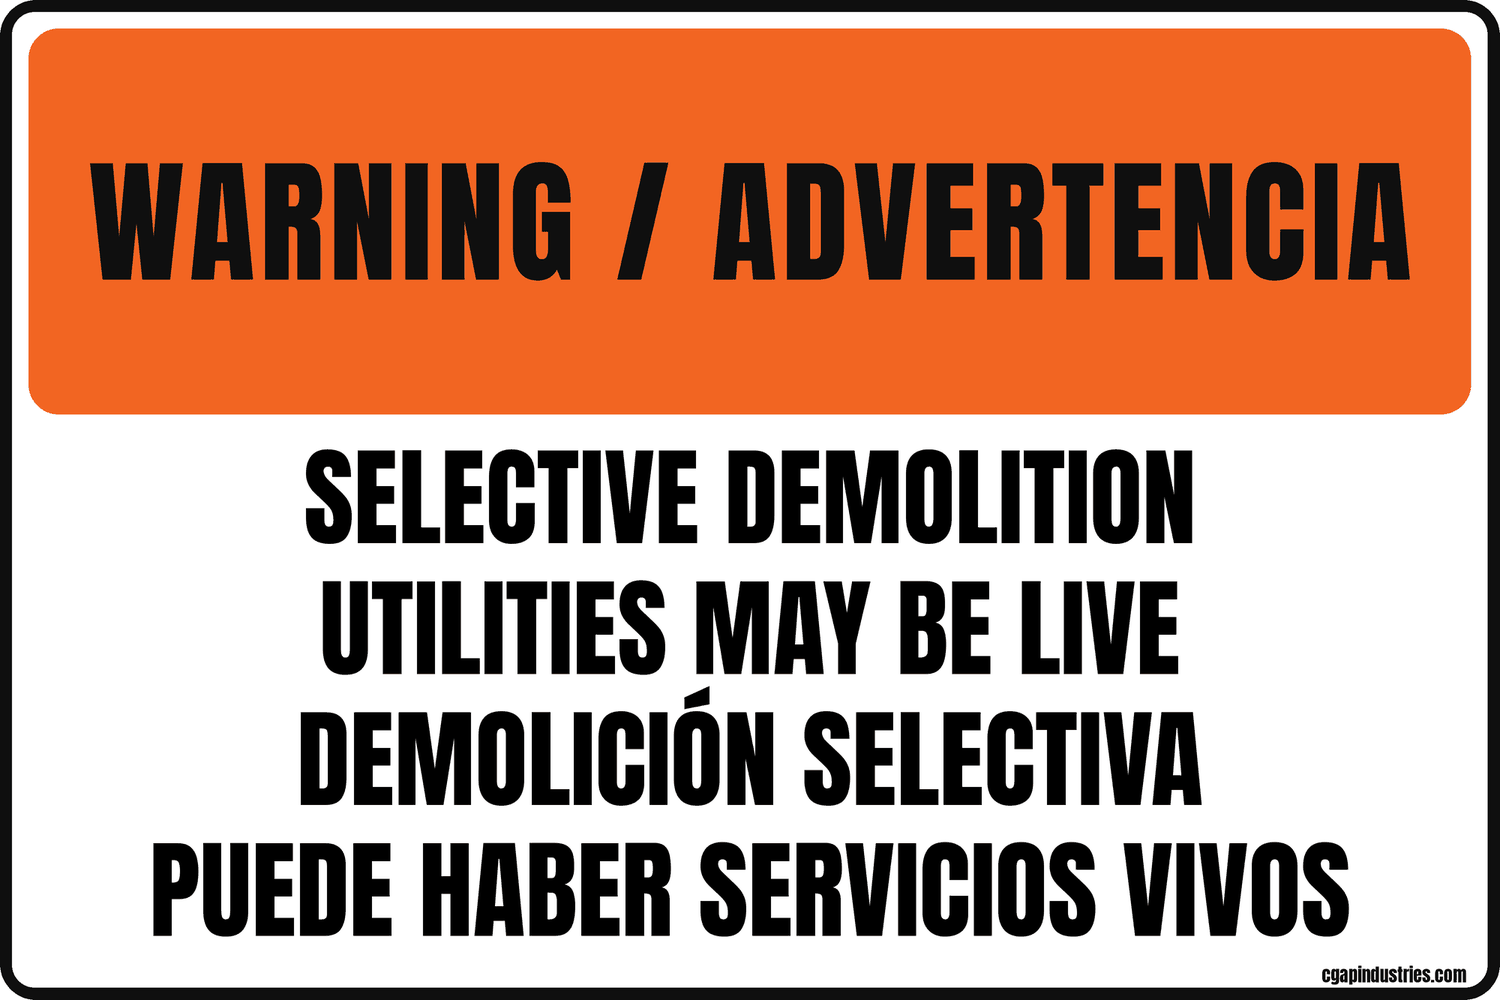 WARNING / ADVERTENCIA
SELECTIVE DEMOLITION
UTILITIES MAY BE LIVE
DEMOLICIÓN SELECTIVA
PUEDE HABER SERVICIOS VIVOS
cgapindustries.com